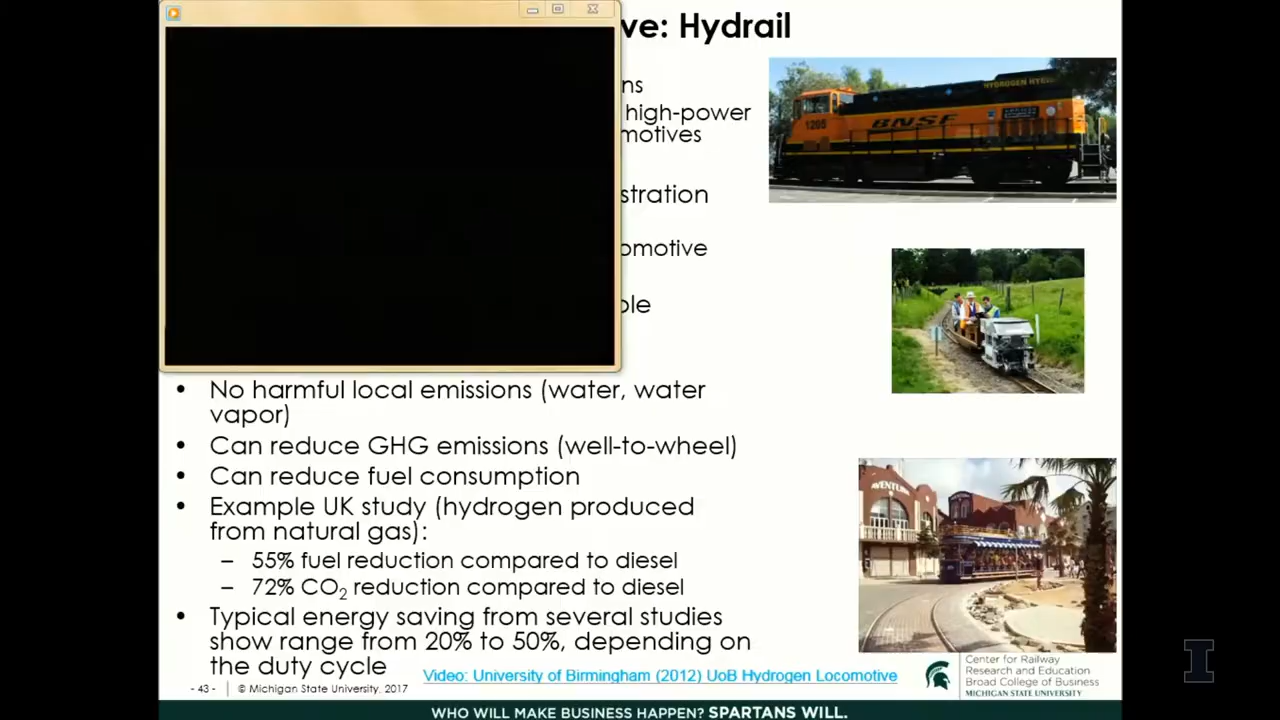 ve: Hydrail
ns
high-power
motives
stration
omotive
ole
• No harmful local emissions (water, water
vapor)
• Can reduce GHG emissions (well-to-wheel)
• Can reduce fuel consumption
• Example UK study (hydrogen produced
from natural gas):
– 55% fuel reduction compared to diesel
– 72% CO2 reduction compared to diesel
• Typical energy saving from several studies
show range from 20% to 50%, depending on
the duty cycle
Video: University of Birmingham (2012) UoB Hydrogen Locomotive
- 43 - | © Michigan State University, 2017
Center for Railway
Research and Education
Broad College of Business
MICHIGAN STATE UNIVERSITY
WHO WILL MAKE BUSINESS HAPPEN? SPARTANS WILL.
HYDROGEN
1205
BNSF
I